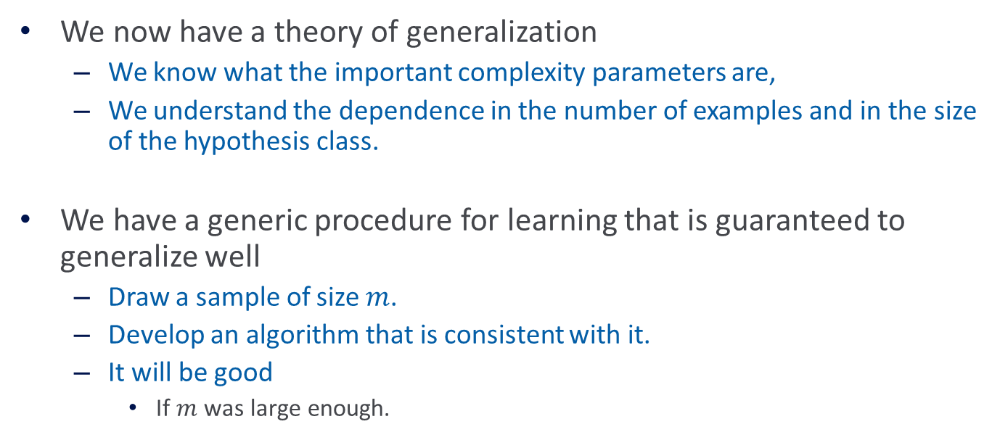 • We now have a theory of generalization
– We know what the important complexity parameters are,
– We understand the dependence in the number of examples and in the size
of the hypothesis class.
• We have a generic procedure for learning that is guaranteed to
generalize well
– Draw a sample of size 𝑚.
– Develop an algorithm that is consistent with it.
– It will be good
• If 𝑚 was large enough.